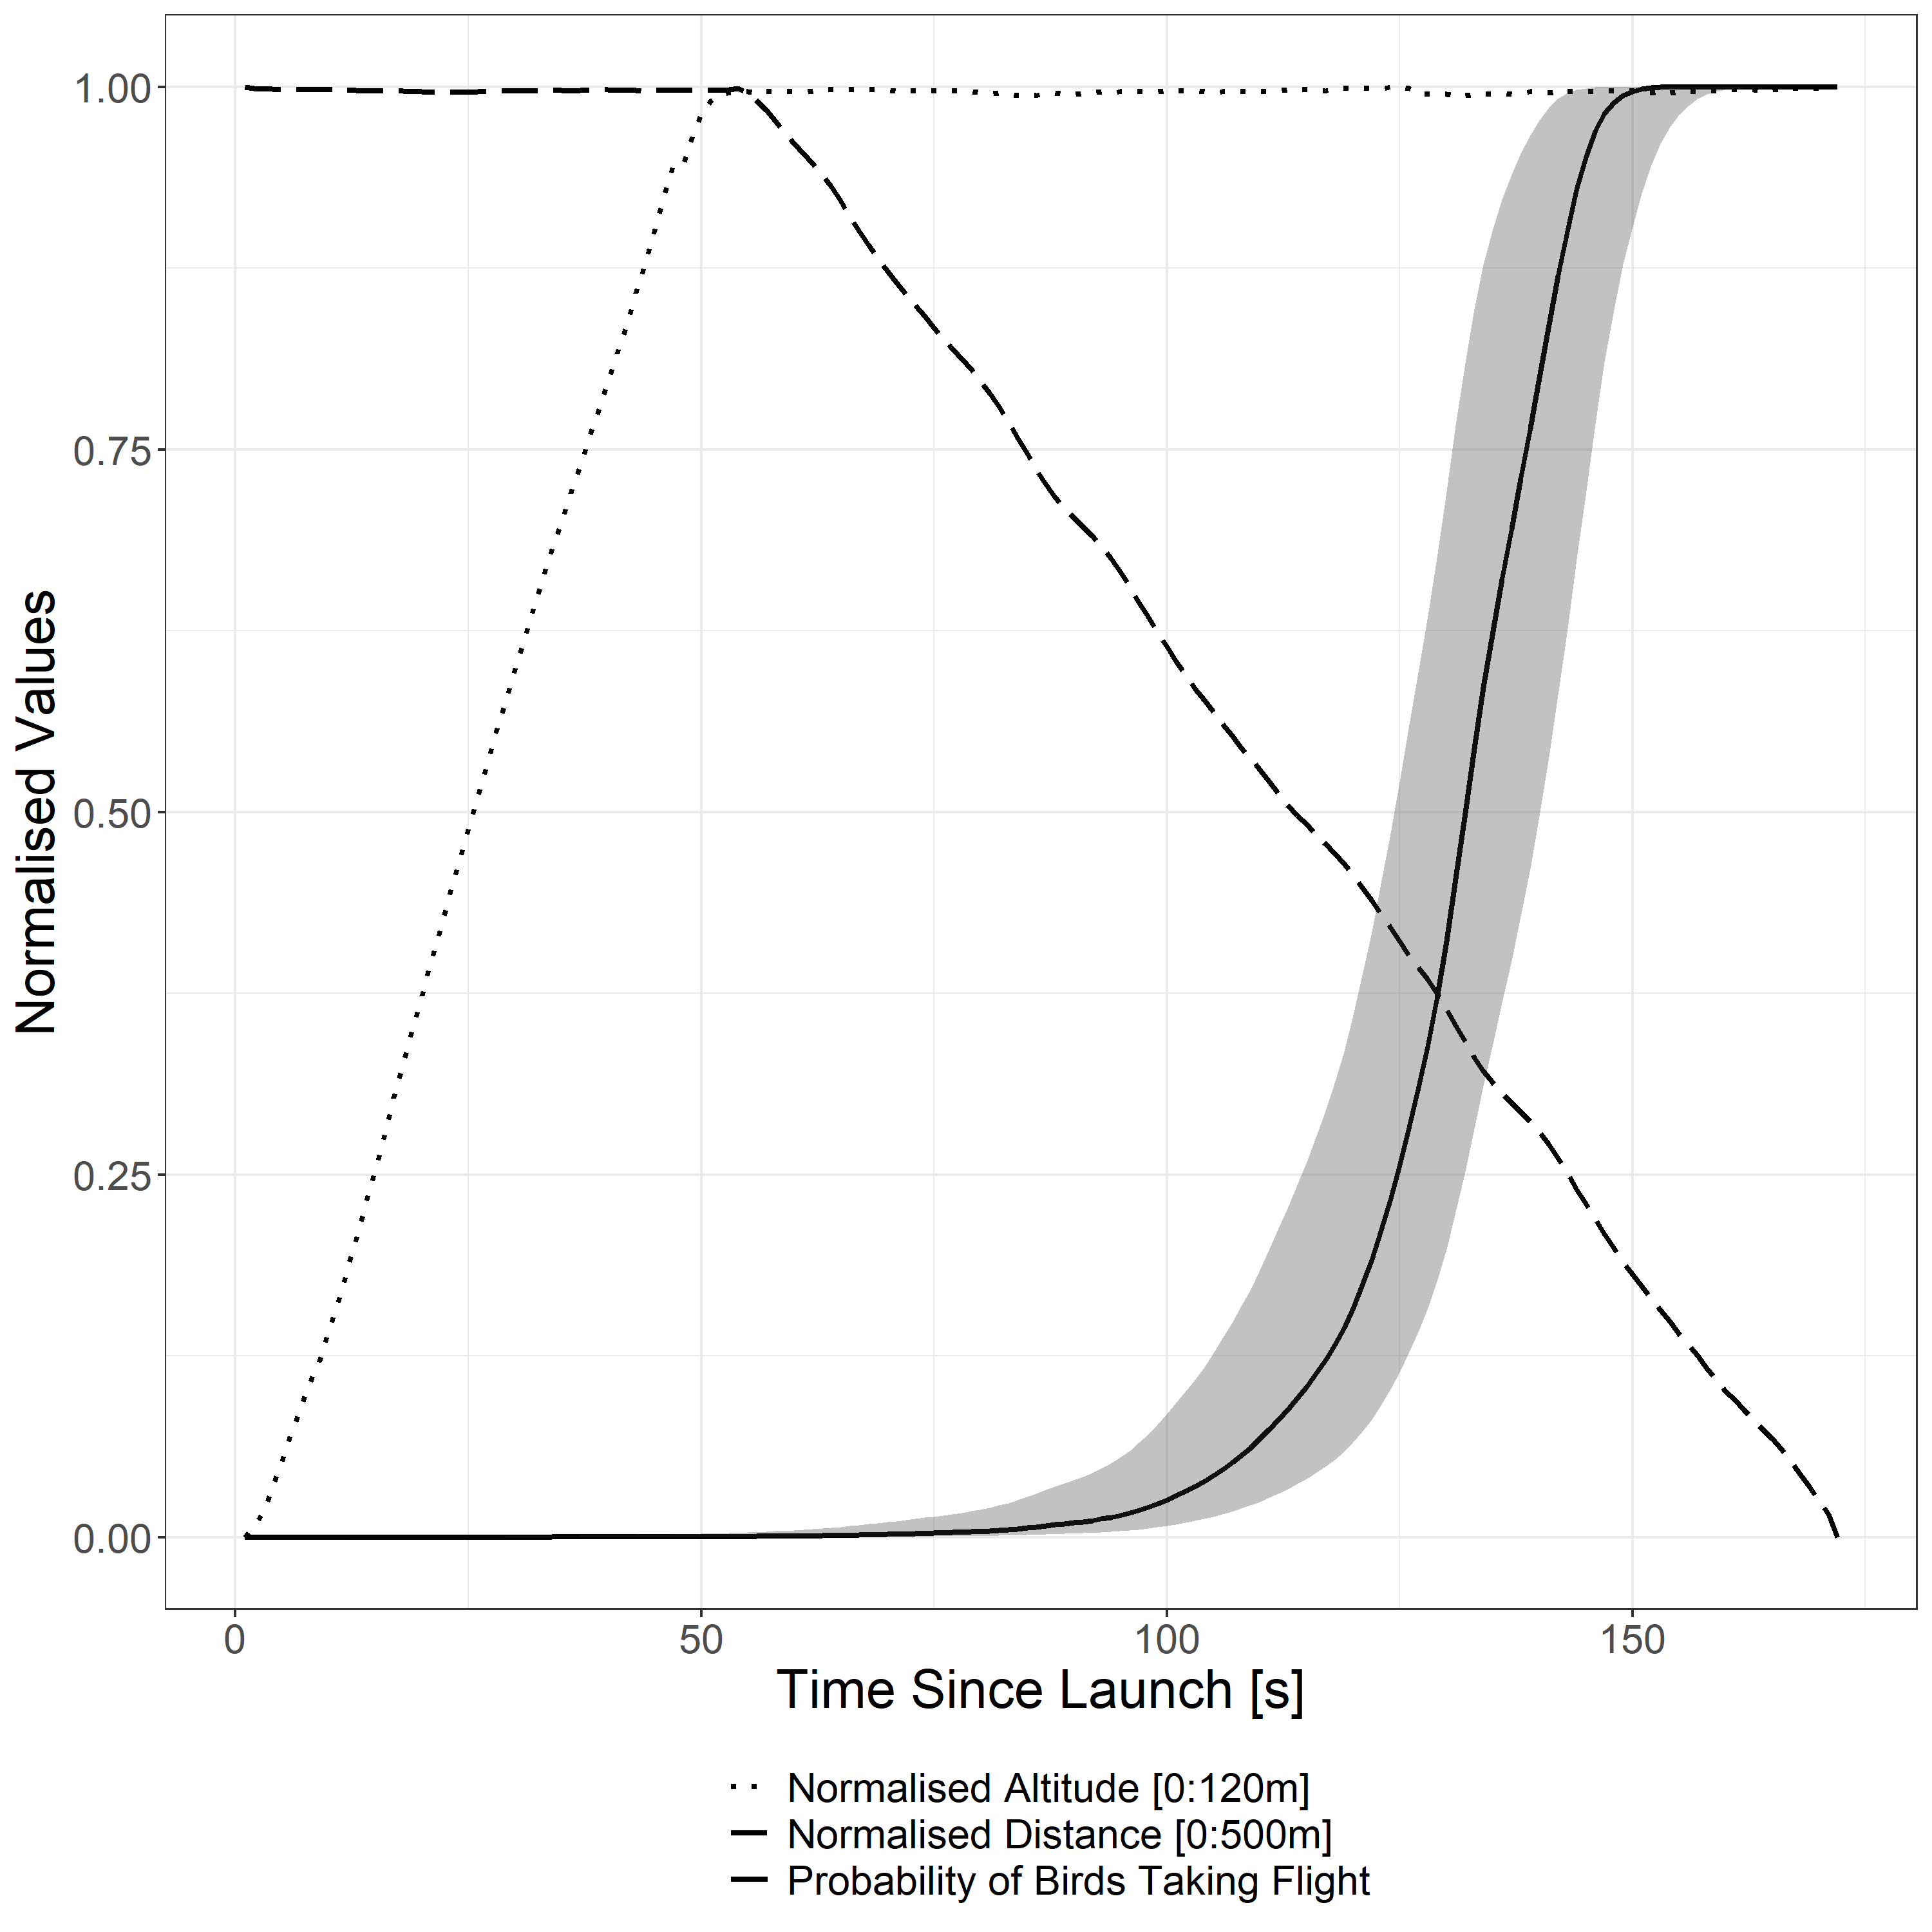 1.00
0.75
0.50
0.25
0.00
Normalised Values
0 50 100 150
Time Since Launch [s]
Normalised Altitude [0:120m]
Normalised Distance [0:500m]
Probability of Birds Taking Flight